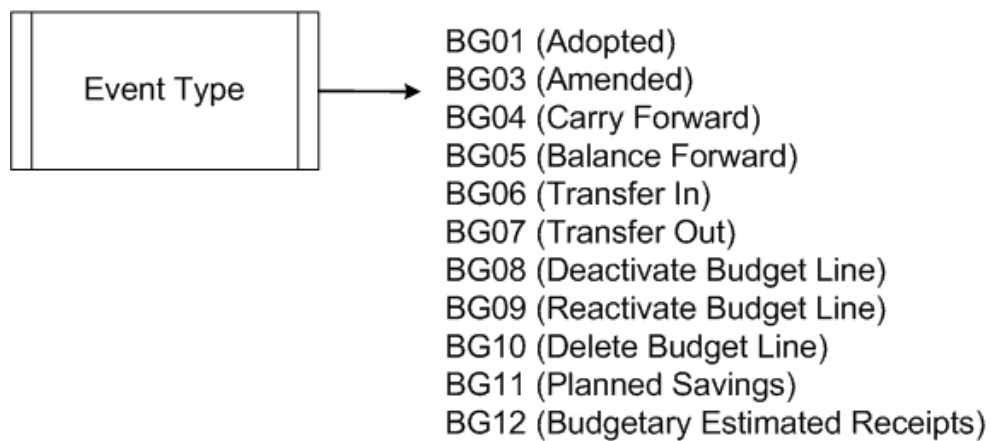 Event Type
BG01 (Adopted)
BG03 (Amended)
BG04 (Carry Forward)
BG05 (Balance Forward)
BG06 (Transfer In)
BG07 (Transfer Out)
BG08 (Deactivate Budget Line)
BG09 (Reactivate Budget Line)
BG10 (Delete Budget Line)
BG11 (Planned Savings)
BG12 (Budgetary Estimated Receipts)